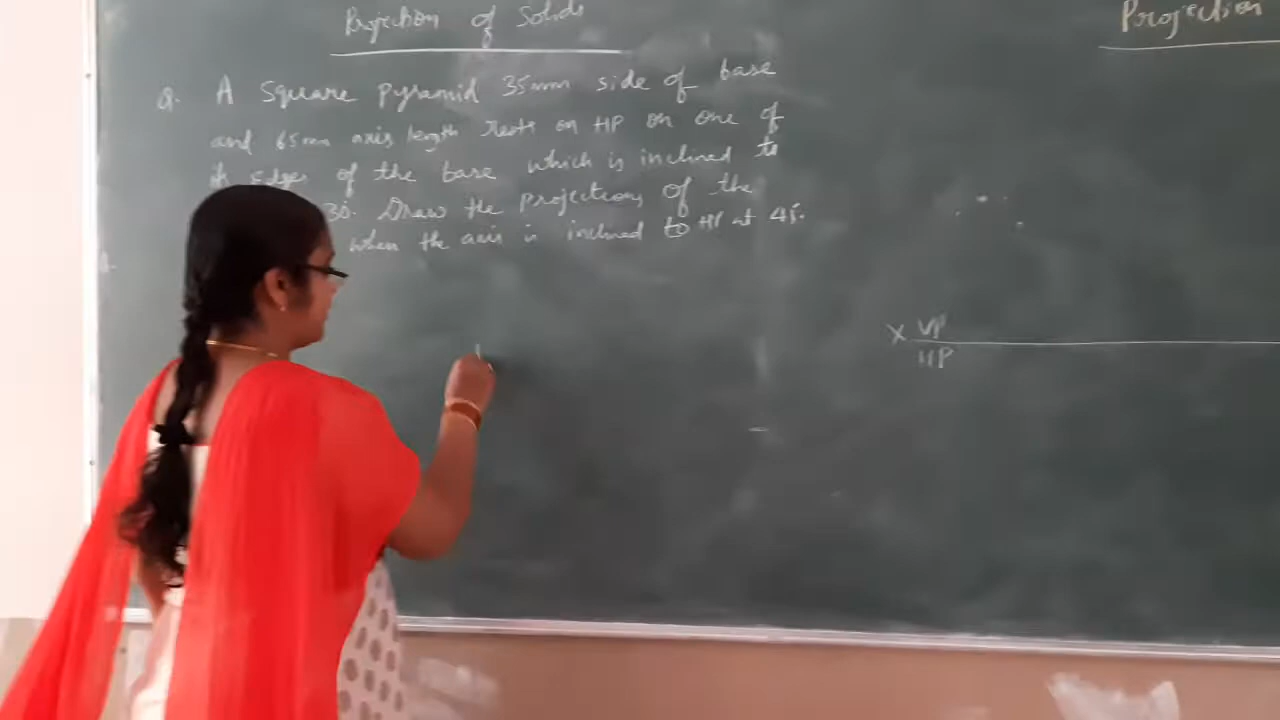 Projection of Solids
Q. A Square pyramid 35mm side of base
and 65mm axis length rests on HP on one of
its edges of the base which is inclined to
30°. Draw the projections of the
when the axis is inclined to HP at 45°.
Projection
X VP
HP